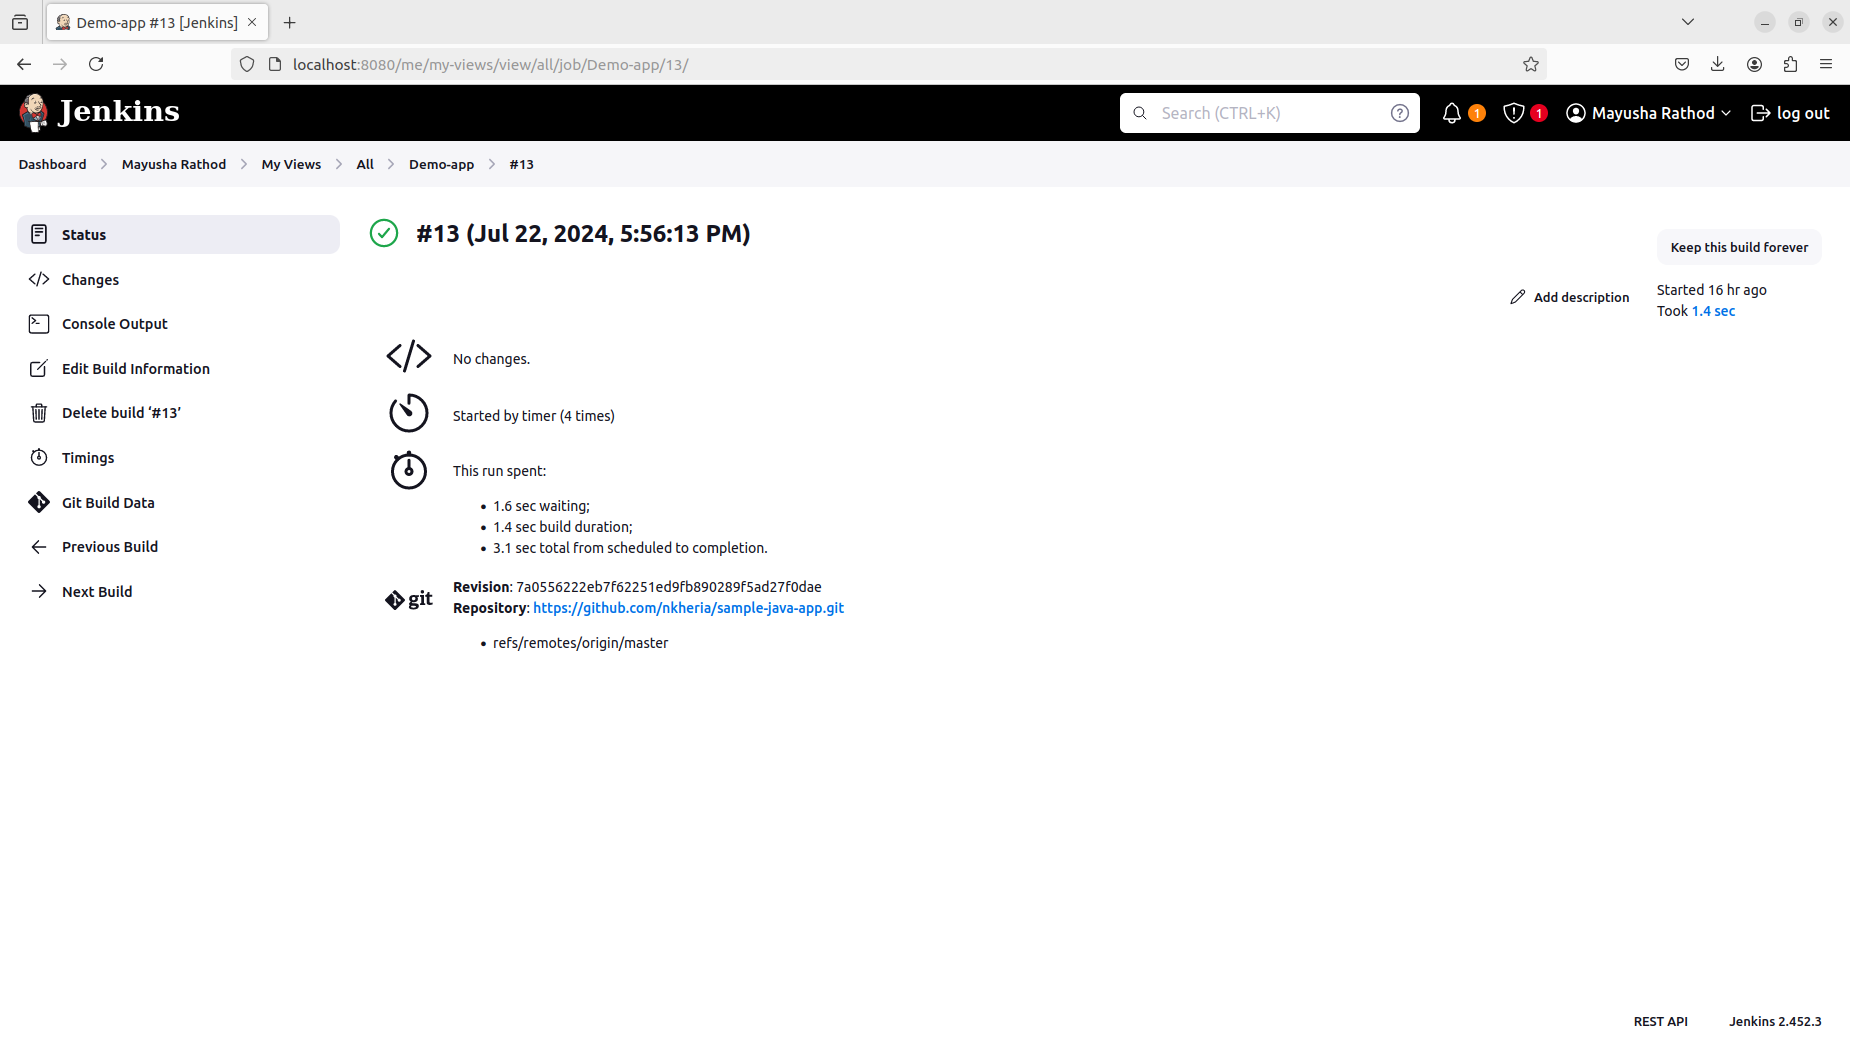 Demo-app #13 [Jenkins]
localhost:8080/me/my-views/view/all/job/Demo-app/13/
Jenkins
Search (CTRL+K)
1
1
Mayusha Rathod
log out
Dashboard
Mayusha Rathod
My Views
All
Demo-app
#13
Status
Changes
Console Output
Edit Build Information
Delete build ‘#13’
Timings
Git Build Data
Previous Build
Next Build
#13 (Jul 22, 2024, 5:56:13 PM)
Keep this build forever
Add description
Started 16 hr ago
Took 1.4 sec
No changes.
Started by timer (4 times)
This run spent:
• 1.6 sec waiting;
• 1.4 sec build duration;
• 3.1 sec total from scheduled to completion.
git
Revision: 7a0556222eb7f62251ed9fb890289f5ad27f0dae
Repository: https://github.com/nkheria/sample-java-app.git
• refs/remotes/origin/master
REST API
Jenkins 2.452.3